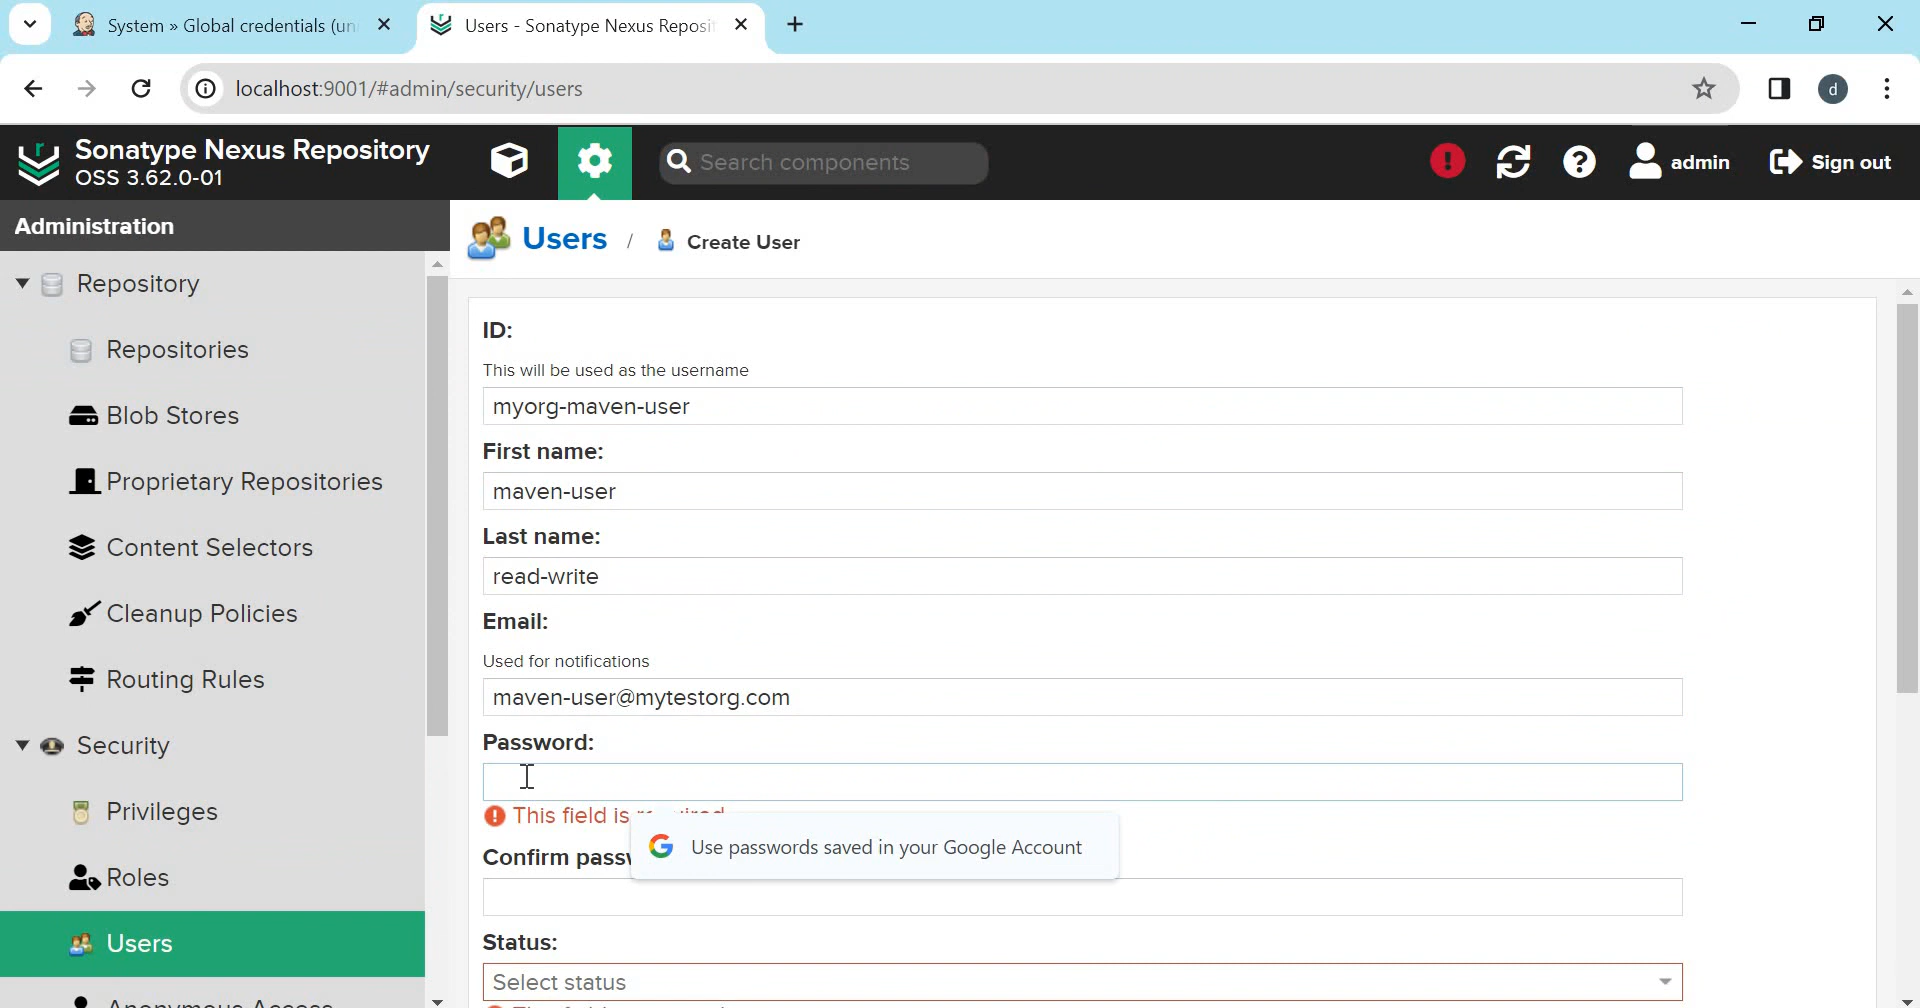 System » Global credentials (un
Users - Sonatype Nexus Reposit
localhost:9001/#admin/security/users
d
Sonatype Nexus Repository
OSS 3.62.0-01
Search components
admin
Sign out
Administration
Users / Create User
Repository
Repositories
Blob Stores
Proprietary Repositories
Content Selectors
Cleanup Policies
Routing Rules
Security
Privileges
Roles
Users
Anonymous Access
ID:
This will be used as the username
myorg-maven-user
First name:
maven-user
Last name:
read-write
Email:
Used for notifications
maven-user@mytestorg.com
Password:
This field is required
Use passwords saved in your Google Account
Confirm passw
Status:
Select status